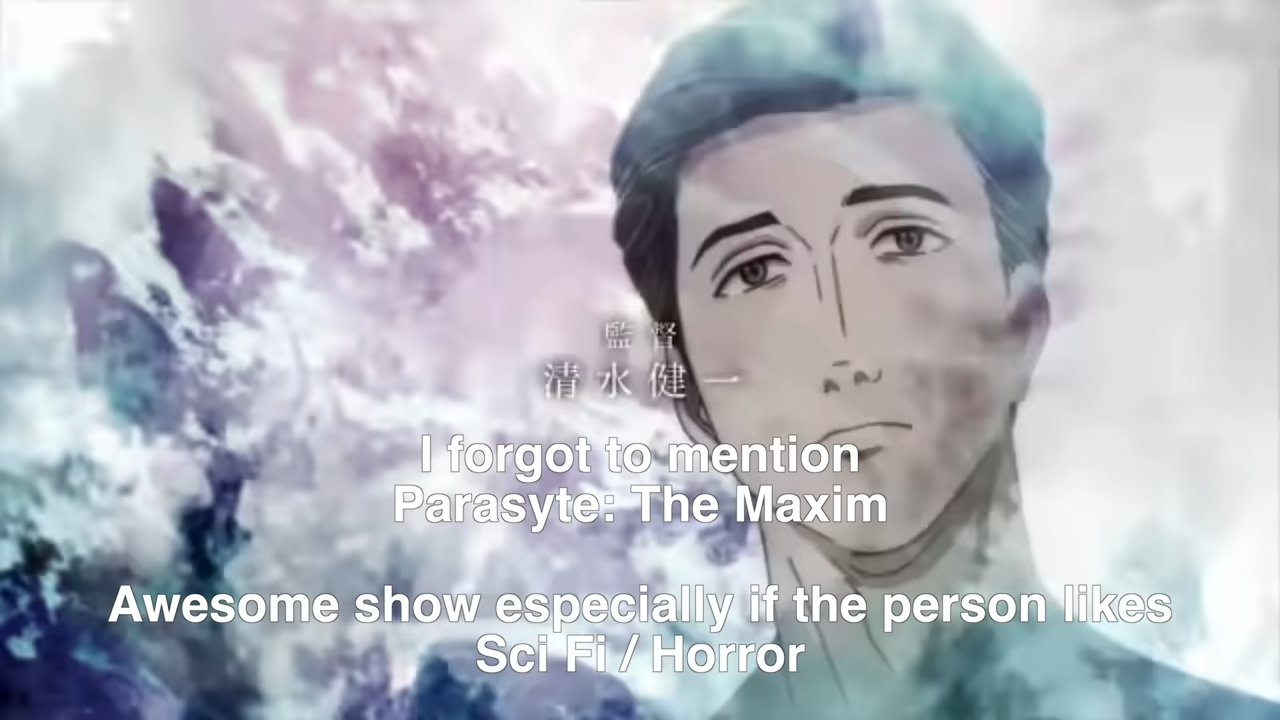 監督
清水健一
I forgot to mention
Parasyte: The Maxim
Awesome show especially if the person likes
Sci Fi / Horror